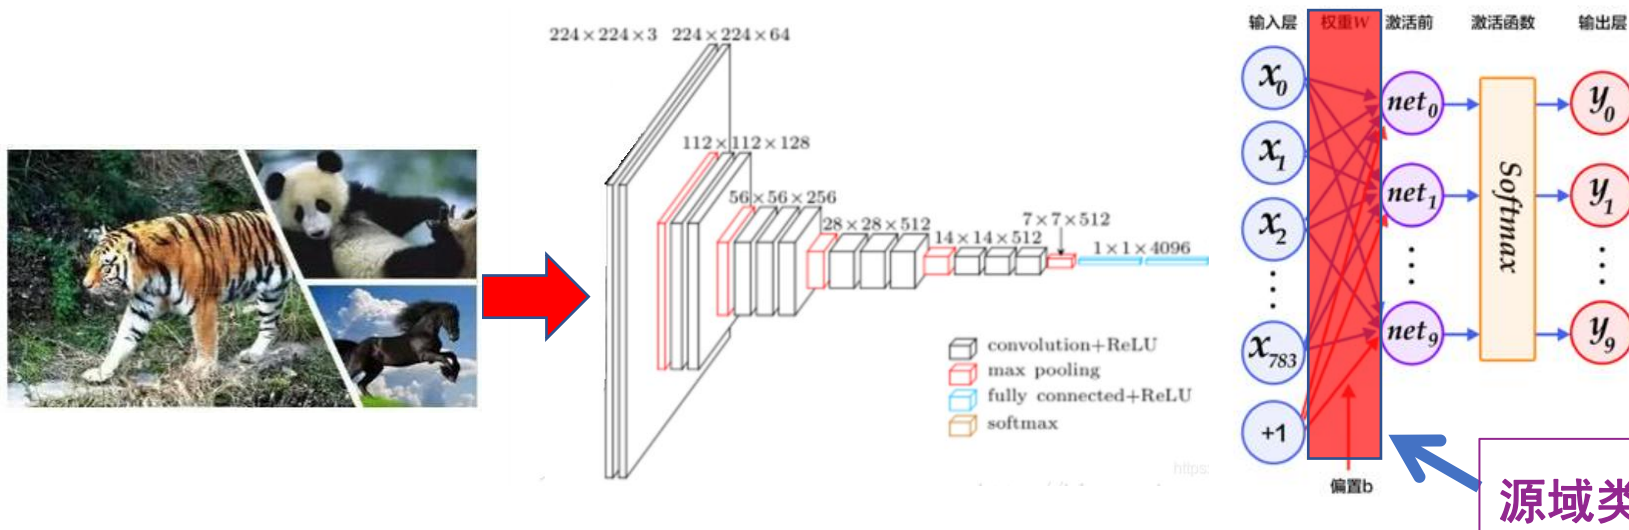 224×224×3 224×224×64
112×112×128
56×56×256
28×28×512
14×14×512
7×7×512
1×1×4096
convolution+ReLU
max pooling
fully connected+ReLU
softmax
https:
输入层 权重W 激活前 激活函数 输出层
x0
x1
x2
x783
+1
net0
net1
net9
Softmax
y0
y1
y9
偏置b
源域类